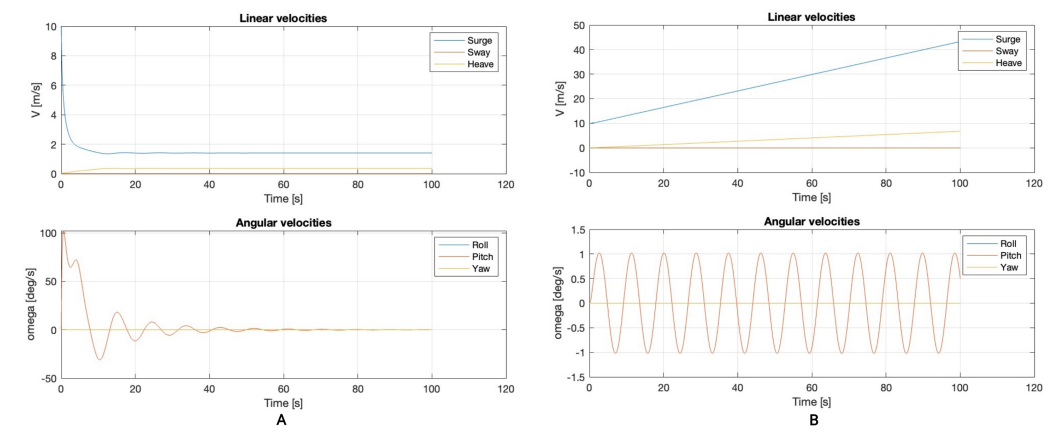 Linear velocities
10
8
6
4
2
0
V [m/s]
Surge
Sway
Heave
0 20 40 60 80 100 120
Time [s]
Angular velocities
100
50
0
-50
omega [deg/s]
Roll
Pitch
Yaw
0 20 40 60 80 100 120
Time [s]
A
Linear velocities
50
40
30
20
10
0
-10
V [m/s]
Surge
Sway
Heave
0 20 40 60 80 100 120
Time [s]
Angular velocities
1.5
1
0.5
0
-0.5
-1
-1.5
omega [deg/s]
Roll
Pitch
Yaw
0 20 40 60 80 100 120
Time [s]
B